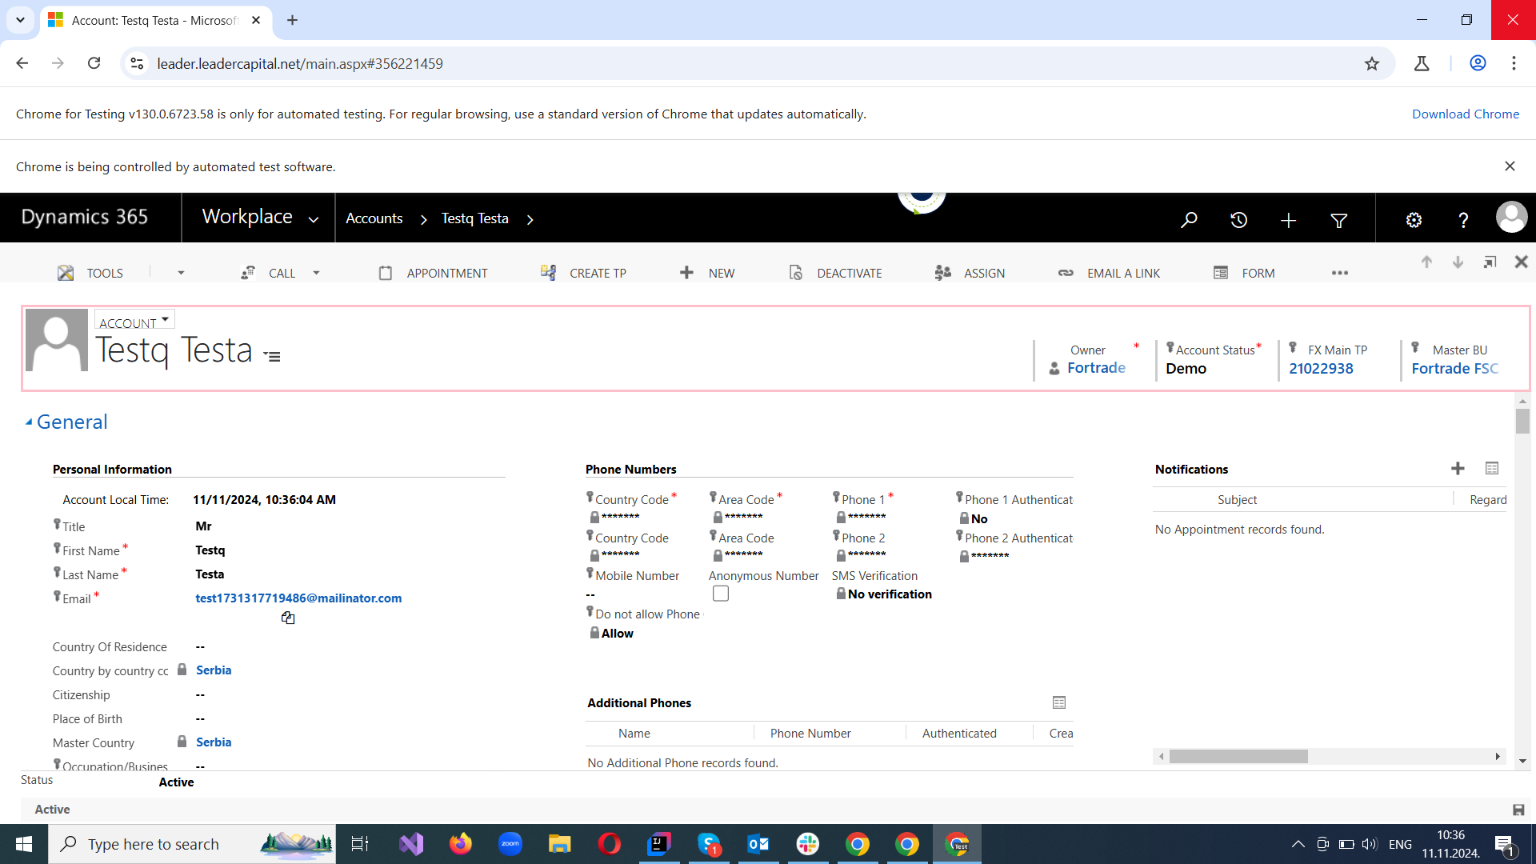 Account: Testq Testa - Microsof
leader.leadercapital.net/main.aspx#356221459
Chrome for Testing v130.0.6723.58 is only for automated testing. For regular browsing, use a standard version of Chrome that updates automatically.
Download Chrome
Chrome is being controlled by automated test software.
Dynamics 365
Workplace
Accounts
Testq Testa
TOOLS
CALL
APPOINTMENT
CREATE TP
NEW
DEACTIVATE
ASSIGN
EMAIL A LINK
FORM
ACCOUNT
Testq Testa
Owner *
Fortrade
Account Status*
Demo
FX Main TP
21022938
Master BU
Fortrade FSC
General
Personal Information
Account Local Time: 11/11/2024, 10:36:04 AM
Title Mr
First Name * Testq
Last Name * Testa
Email * test1731317719486@mailinator.com
Country Of Residence --
Country by country cc Serbia
Citizenship --
Place of Birth --
Master Country Serbia
Occupation/Busines --
Phone Numbers
Country Code * Area Code * Phone 1 * Phone 1 Authenticat
******* ******* ******* No
Country Code Area Code Phone 2 Phone 2 Authenticat
******* ******* ******* *******
Mobile Number Anonymous Number SMS Verification
-- No verification
Do not allow Phone
Allow
Additional Phones
Name Phone Number Authenticated Crea
No Additional Phone records found.
Notifications
Subject Regard
No Appointment records found.
Status Active
Active
Type here to search
zoom
IJ
S
1
Test
ENG
10:36
11.11.2024.
1